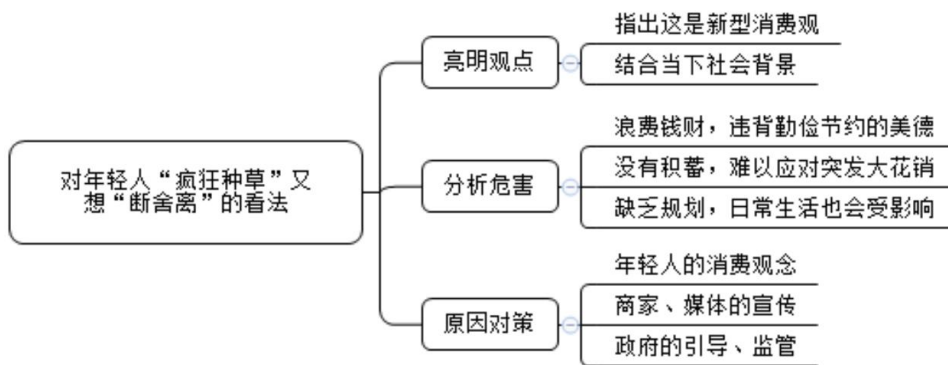 对年轻人“疯狂种草”又
想“断舍离”的看法
亮明观点
指出这是新型消费观
结合当下社会背景
分析危害
浪费钱财，违背勤俭节约的美德
没有积蓄，难以应对突发大花销
缺乏规划，日常生活也会受影响
原因对策
年轻人的消费观念
商家、媒体的宣传
政府的引导、监管